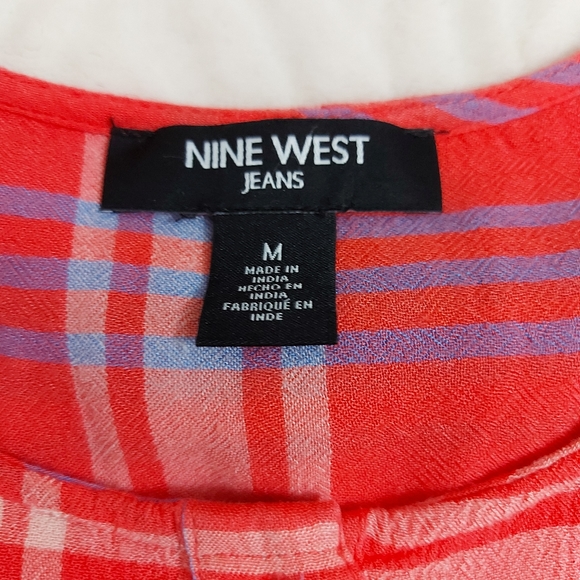 NINE WEST
JEANS
M
MADE IN
INDIA
HECHO EN
INDIA
FABRIQUÉ EN
INDE